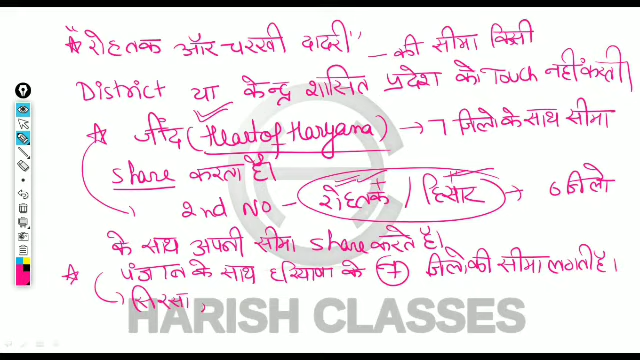 * "रोहतक और चरखी दादरी" - की सीमा किसी
District या केन्द्र शासित प्रदेश को Touch नहीं करती।
* जींद (Heart of Haryana) → 7 जिलो के साथ सीमा
share करता है।
→ 2nd No - रोहतक / हिसार → 6 जिलो
के साथ अपनी सीमा share करते है।
* पंजाब के साथ हरियाणा के 7 जिलो की सीमा लगती है।
→ सिरसा,
HARISH CLASSES